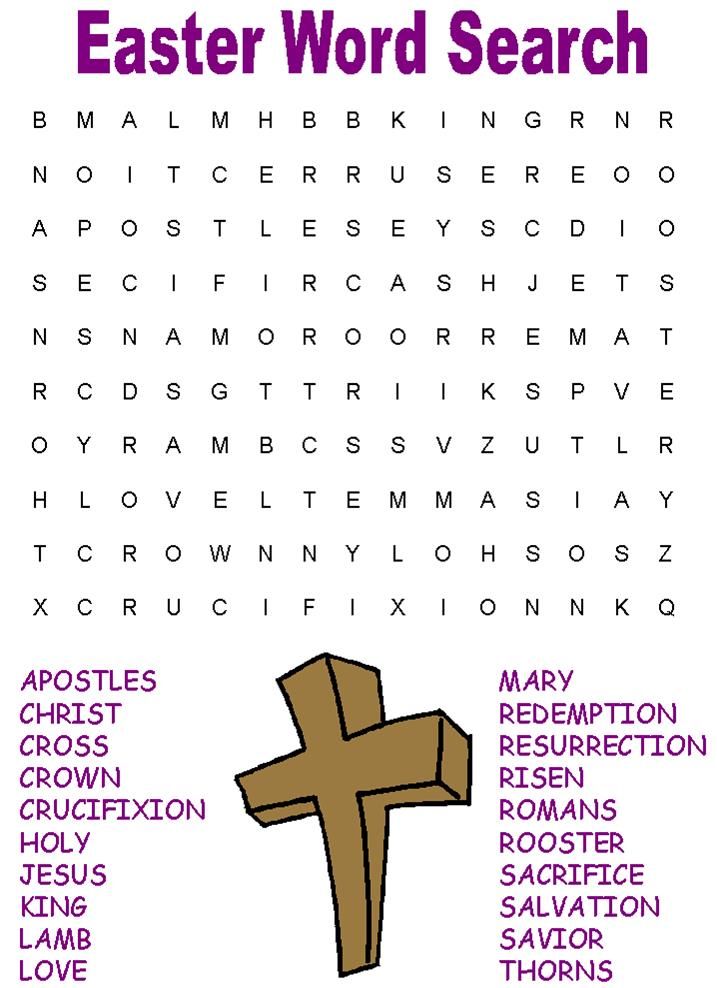 Easter Word Search
B M A L M H B B K I N G R N R
N O I T C E R R U S E R E O O
A P O S T L E S E Y S C D I O
S E C I F I R C A S H J E T S
N S N A M O R O O R R E M A T
R C D S G T T R I I K S P V E
O Y R A M B C S S V Z U T L R
H L O V E L T E M M A S I A Y
T C R O W N N Y L O H S O S Z
X C R U C I F I X I O N N K Q
APOSTLES MARY
CHRIST REDEMPTION
CROSS RESURRECTION
CROWN RISEN
CRUCIFIXION ROMANS
HOLY ROOSTER
JESUS SACRIFICE
KING SALVATION
LAMB SAVIOR
LOVE THORNS